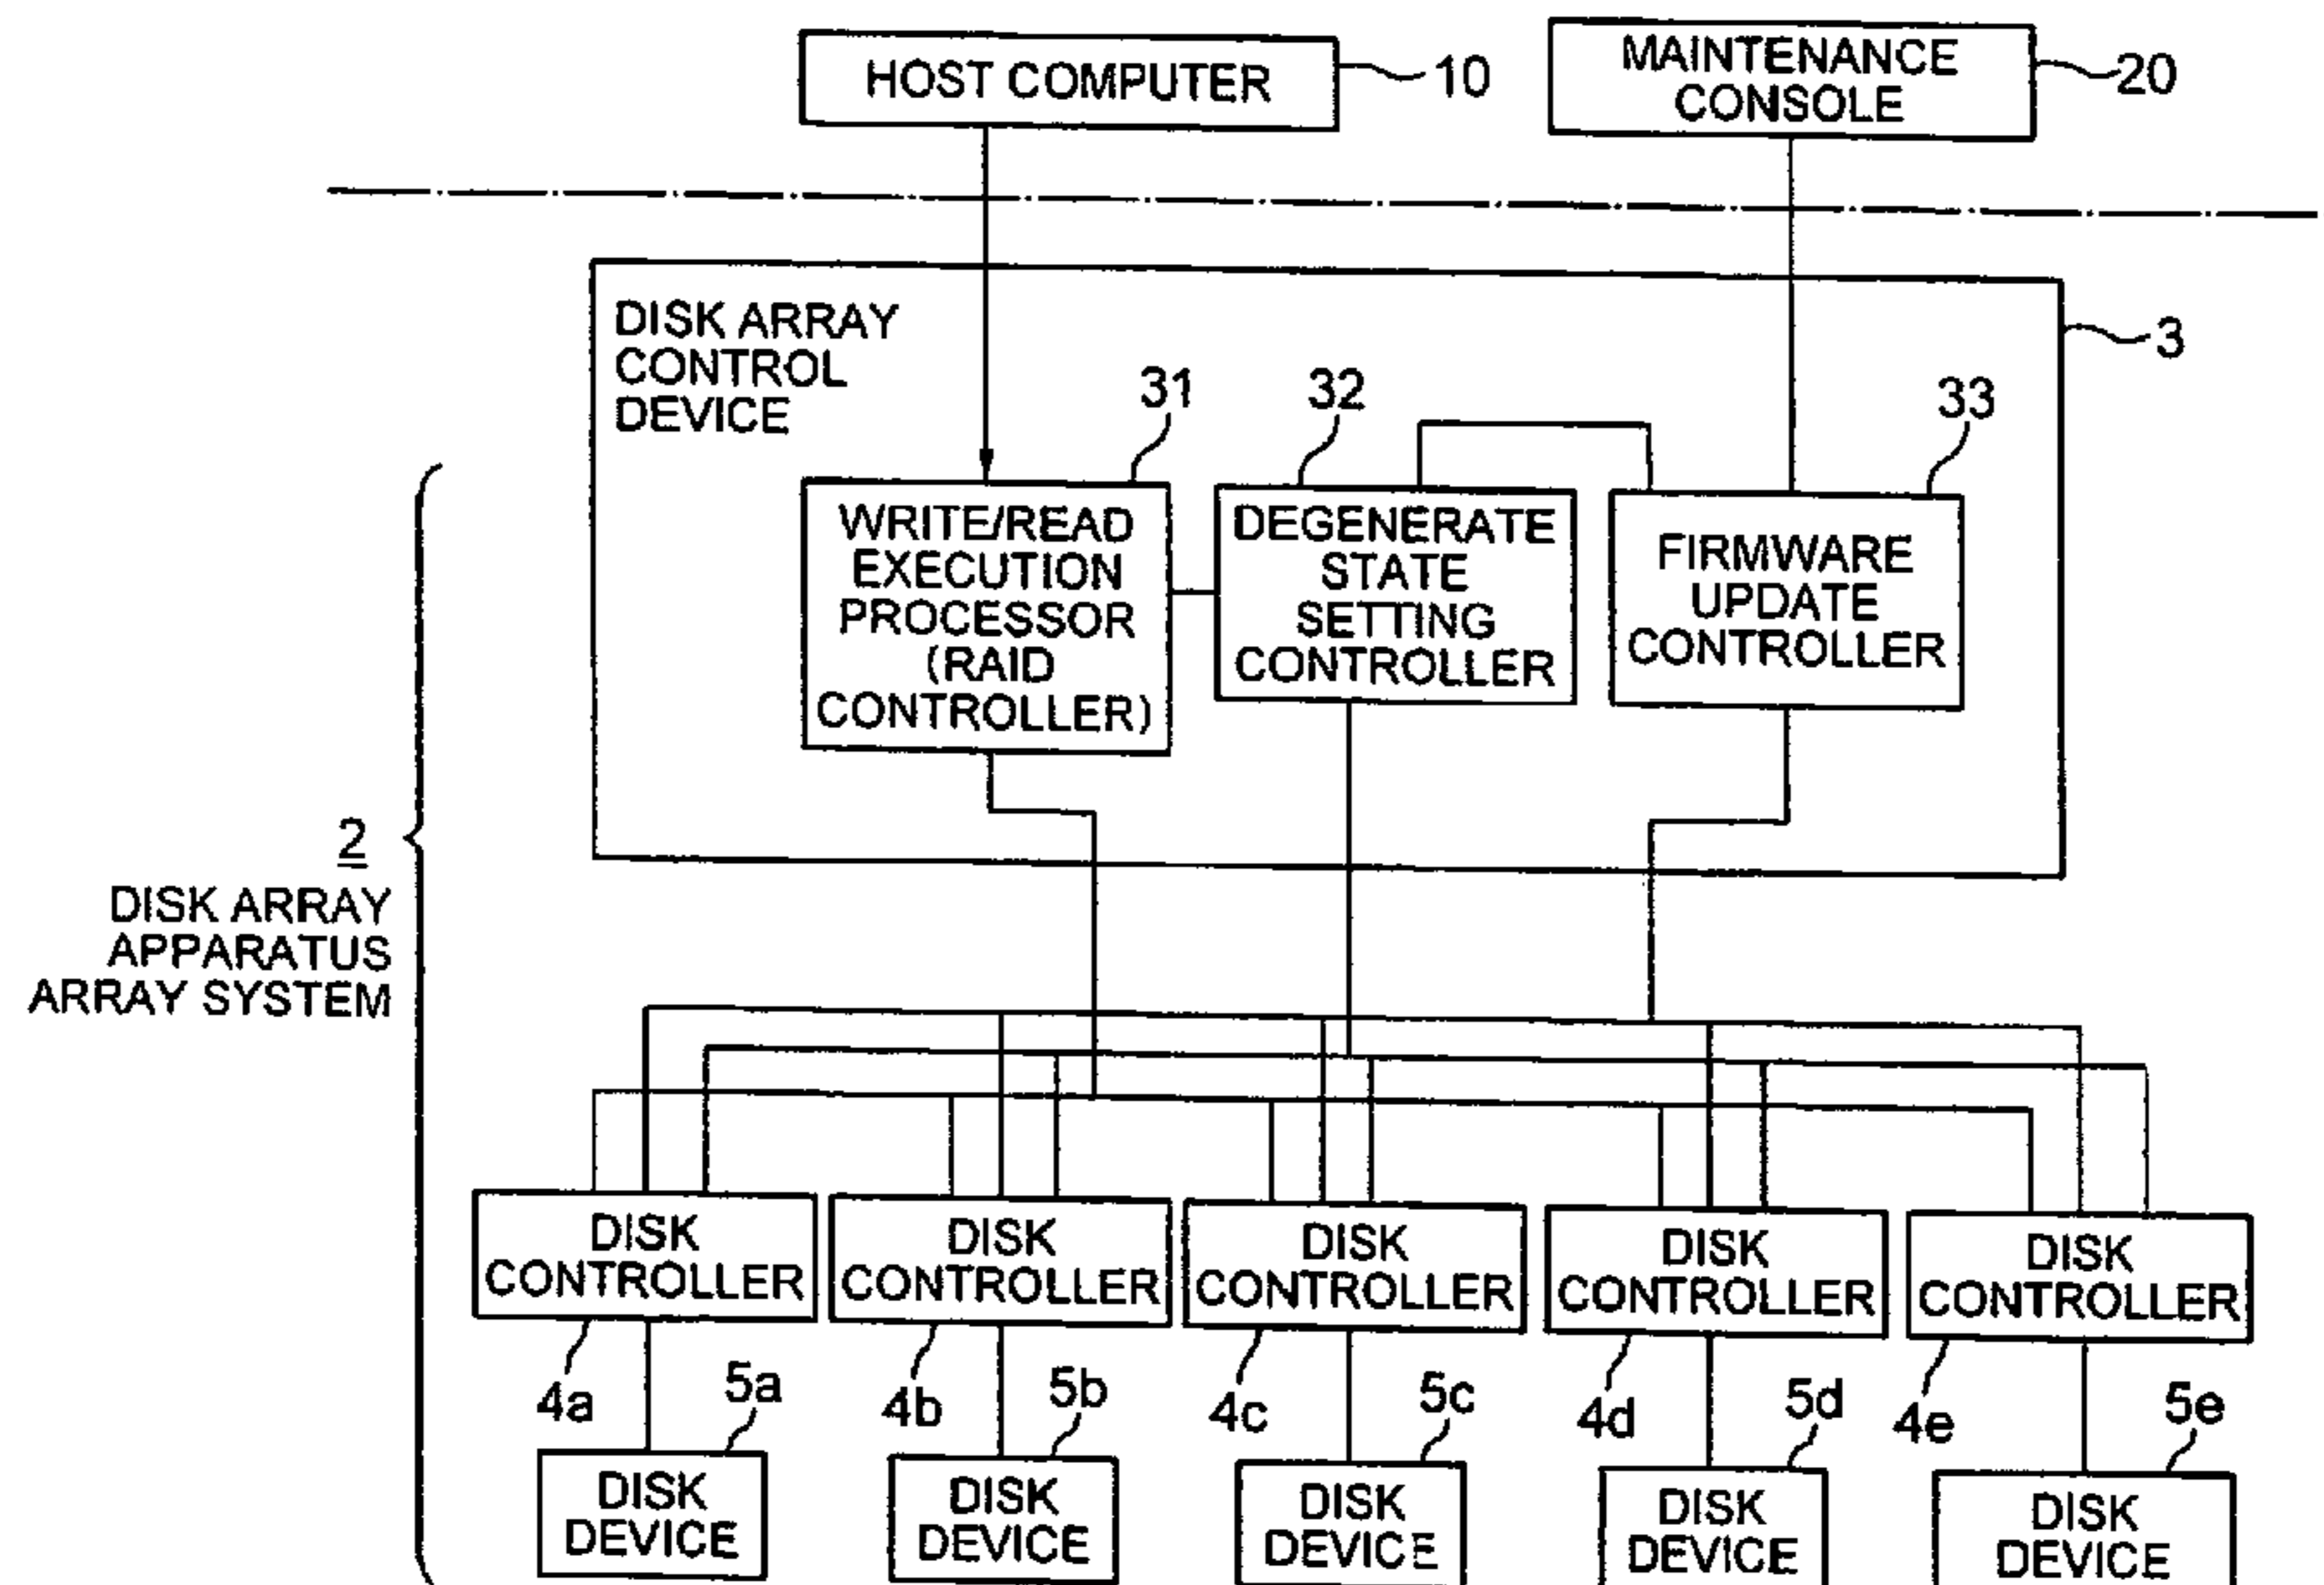 HOST COMPUTER
10
MAINTENANCE
CONSOLE
20
DISK ARRAY
CONTROL
DEVICE
3
31
32
33
WRITE/READ
EXECUTION
PROCESSOR
(RAID
CONTROLLER)
DEGENERATE
STATE
SETTING
CONTROLLER
FIRMWARE
UPDATE
CONTROLLER
2
DISK ARRAY
APPARATUS
ARRAY SYSTEM
DISK
CONTROLLER
DISK
CONTROLLER
DISK
CONTROLLER
DISK
CONTROLLER
DISK
CONTROLLER
4a
5a
4b
5b
4c
5c
4d
5d
4e
5e
DISK
DEVICE
DISK
DEVICE
DISK
DEVICE
DISK
DEVICE
DISK
DEVICE